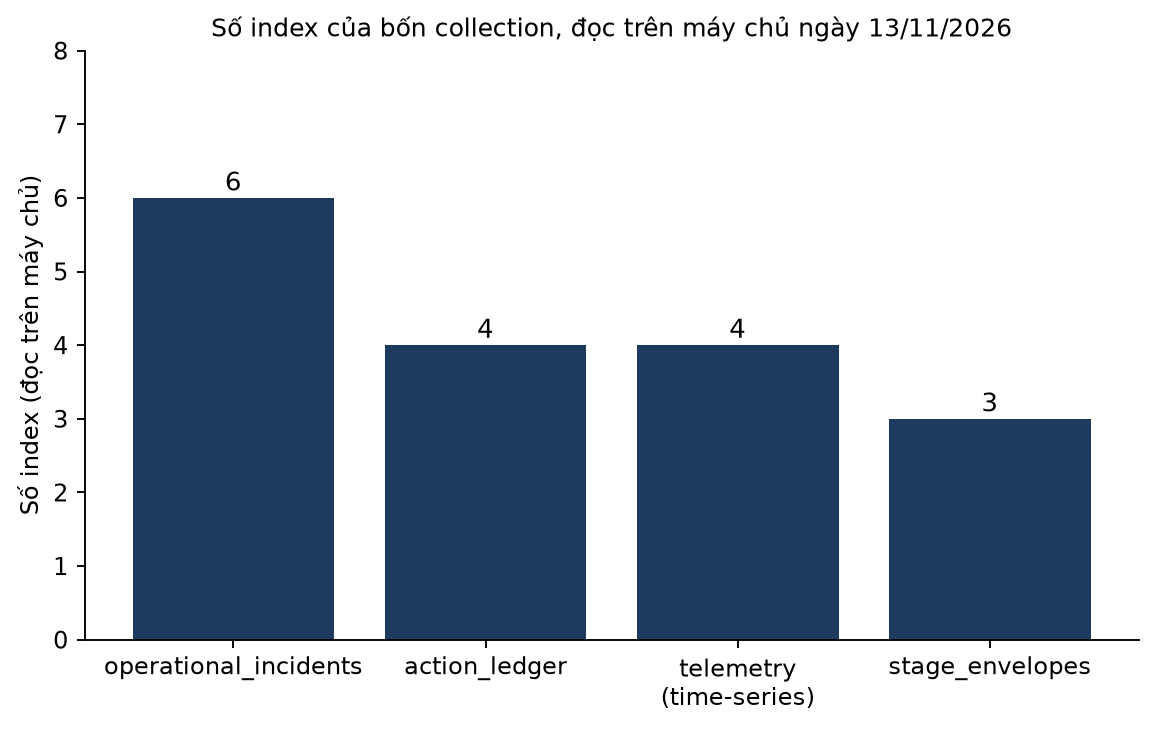 Số index của bốn collection, đọc trên máy chủ ngày 13/11/2026
Số index (đọc trên máy chủ)
8
7
6
5
4
3
2
1
0
6
4
4
3
operational_incidents
action_ledger
telemetry
(time-series)
stage_envelopes